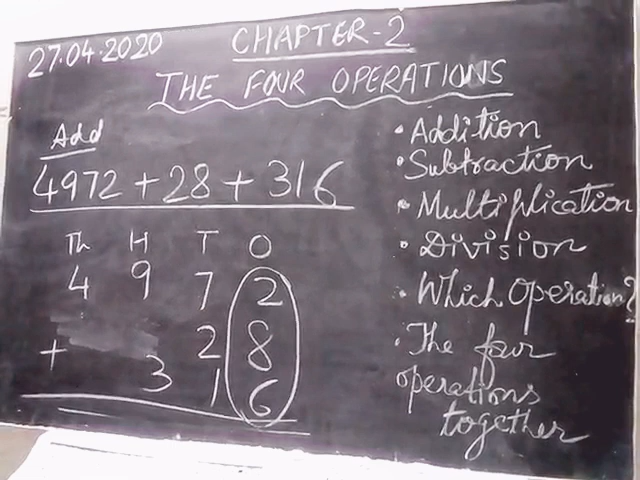 27.04.2020
CHAPTER-2
THE FOUR OPERATIONS
Add
4972 + 28 + 316
Th H T O
4 9 7 2
2 8
+ 3 1 6
• Addition
• Subtraction
• Multiplication
• Division
• Which Operation?
• The four
operations
together